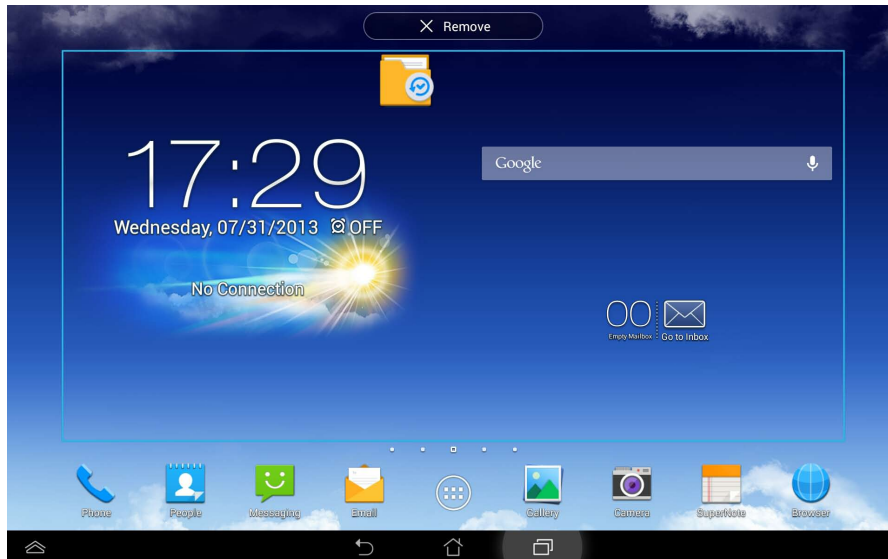 Remove
17:29
Google
Wednesday, 07/31/2013 OFF
No Connection
00
Empty Mailbox Go to Inbox
Phone People Messaging Email Gallery Camera SuperNote Browser